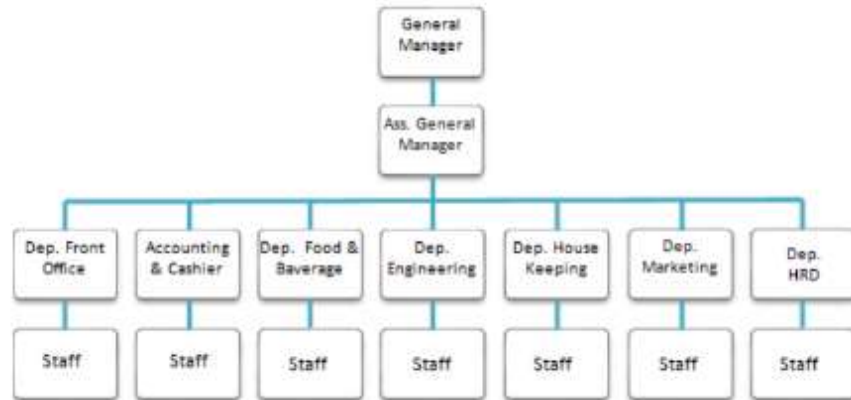 General
Manager
Ass. General
Manager
Dep. Front
Office
Accounting
& Cashier
Dep. Food &
Baverage
Dep.
Engineering
Dep. House
Keeping
Dep.
Marketing
Dep.
HRD
Staff
Staff
Staff
Staff
Staff
Staff
Staff